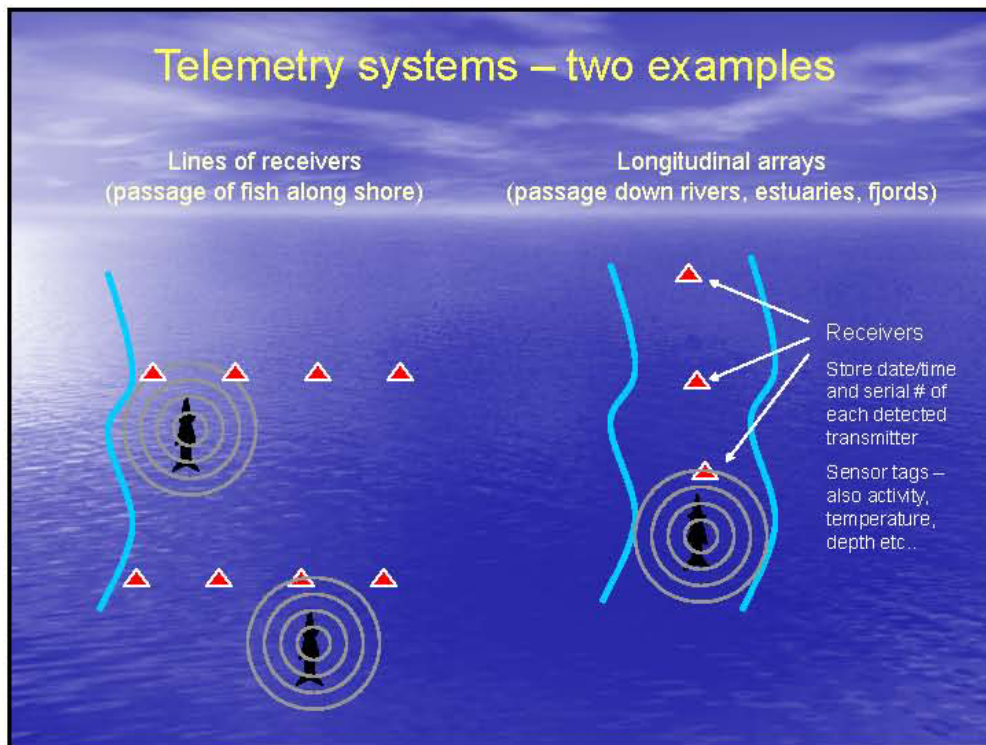 Telemetry systems – two examples
Lines of receivers
(passage of fish along shore)
Longitudinal arrays
(passage down rivers, estuaries, fjords)
Receivers
Store date/time
and serial # of
each detected
transmitter
Sensor tags –
also activity,
temperature,
depth etc..